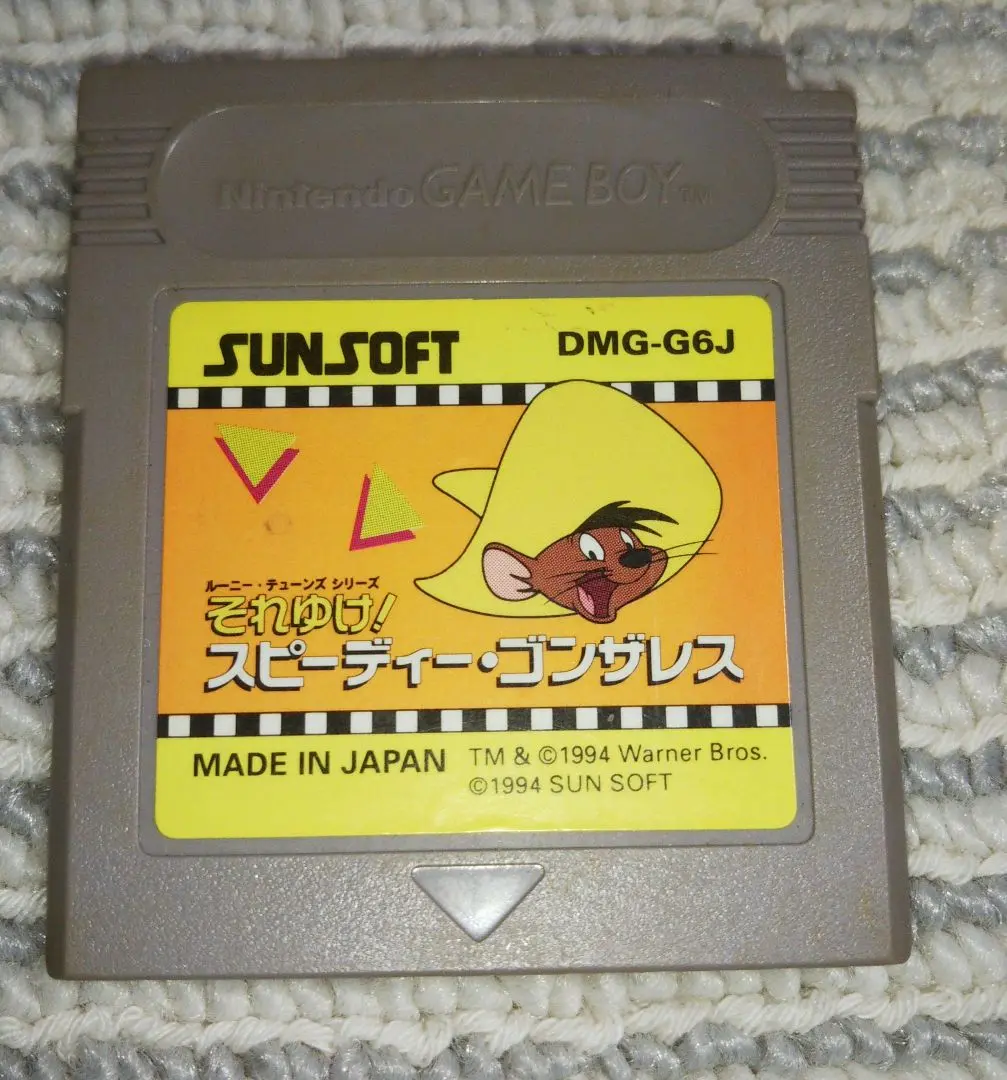 Nintendo GAME BOY TM
SUNSOFT
DMG-G6J
ルーニー・テューンズ シリーズ
それゆけ!
スピーディー・ゴンザレス
MADE IN JAPAN
TM & ©1994 Warner Bros.
©1994 SUN SOFT